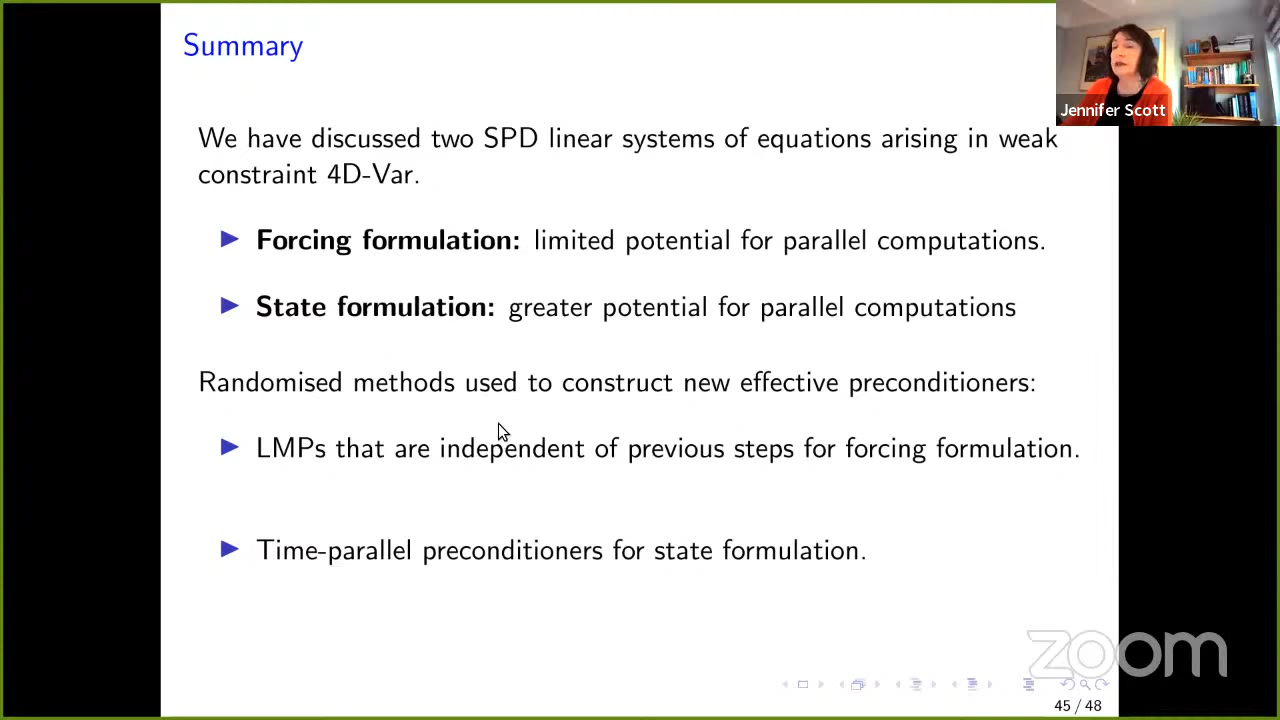 Summary
Jennifer Scott
We have discussed two SPD linear systems of equations arising in weak
constraint 4D-Var.
Forcing formulation: limited potential for parallel computations.
State formulation: greater potential for parallel computations
Randomised methods used to construct new effective preconditioners:
LMPs that are independent of previous steps for forcing formulation.
Time-parallel preconditioners for state formulation.
zoom
45 / 48